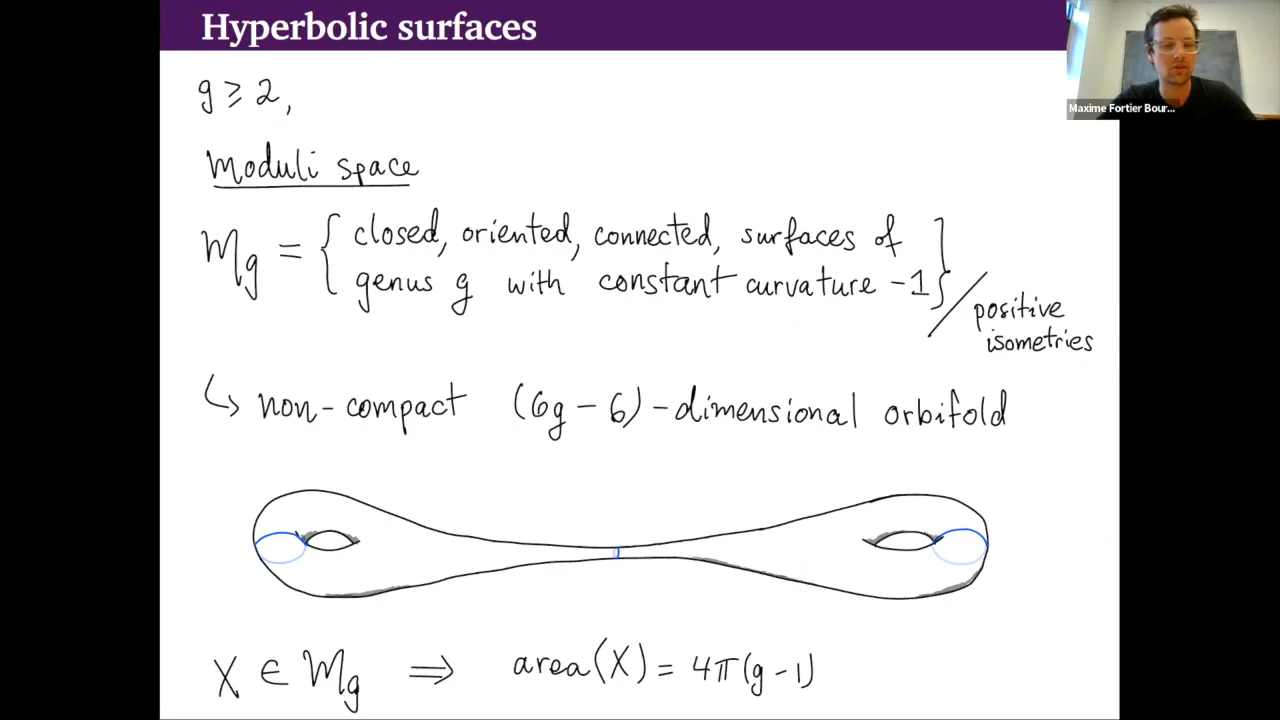 Hyperbolic surfaces
Maxime Fortier Bour...
g ≥ 2,
Moduli space
Mg = { closed, oriented, connected, surfaces of
genus g with constant curvature -1 } / positive
isometries
↳ non-compact (6g - 6)-dimensional orbifold
X ∈ Mg ⇒ area(X) = 4π(g-1)